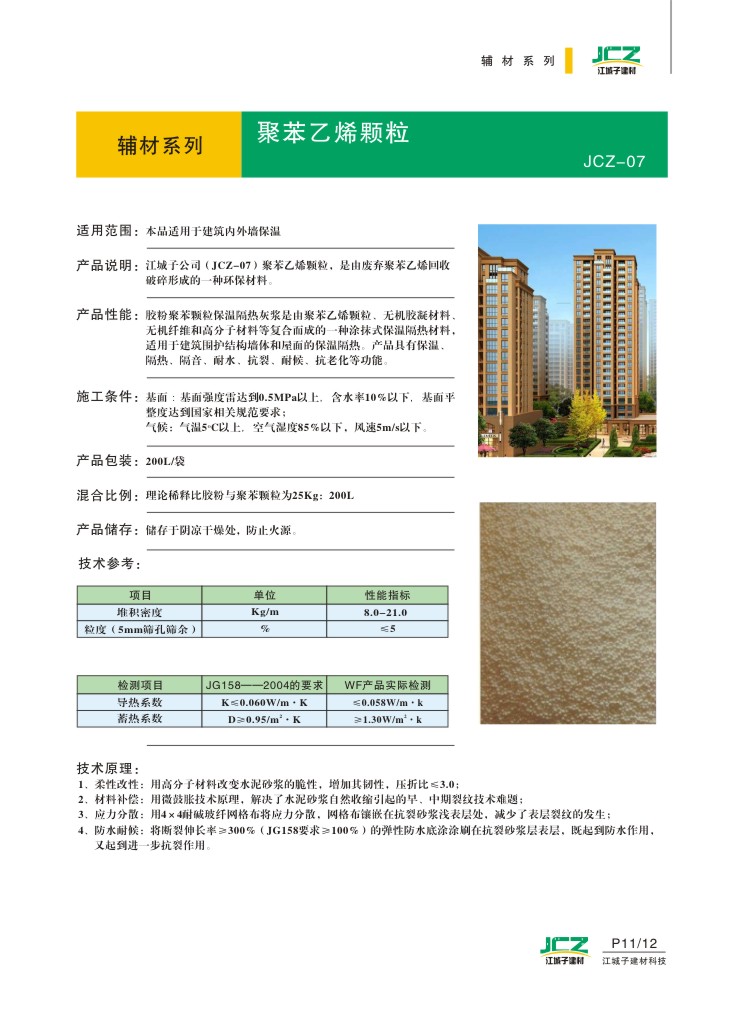 辅材系列
JCZ
江城子建材
辅材系列
聚苯乙烯颗粒
JCZ-07
适用范围：本品适用于建筑内外墙保温
产品说明：江城子公司（JCZ-07）聚苯乙烯颗粒，是由废弃聚苯乙烯回收
破碎形成的一种环保材料。
产品性能：胶粉聚苯颗粒保温隔热灰浆是由聚苯乙烯颗粒、无机胶凝材料、
无机纤维和高分子材料等复合而成的一种涂抹式保温隔热材料，
适用于建筑围护结构墙体和屋面的保温隔热。产品具有保温、
隔热、隔音、耐水、抗裂、耐候、抗老化等功能。
施工条件：基面：基面强度雷达到0.5MPa以上，含水率10%以下，基面平
整度达到国家相关规范要求；
气候：气温5°C以上，空气湿度85%以下，风速5m/s以下。
产品包装：200L/袋
混合比例：理论稀释比胶粉与聚苯颗粒为25Kg：200L
产品储存：储存于阴凉干燥处，防止火源。
技术参考：
项目 单位 性能指标
堆积密度 Kg/m 8.0-21.0
粒度（5mm筛孔筛余） % ≤5
检测项目 JG158——2004的要求 WF产品实际检测
导热系数 K≤0.060W/m·K ≤0.058W/m·k
蓄热系数 D≥0.95/m²·K ≥1.30W/m²·k
技术原理：
1、柔性改性：用高分子材料改变水泥砂浆的脆性，增加其韧性，压折比≤3.0；
2、材料补偿：用微鼓胀技术原理，解决了水泥砂浆自然收缩引起的早、中期裂纹技术难题；
3、应力分散：用4×4耐碱玻纤网格布将应力分散，网格布镶嵌在抗裂砂浆浅表层处，减少了表层裂纹的发生；
4、防水耐候：将断裂伸长率≥300%（JG158要求≥100%）的弹性防水底涂涂刷在抗裂砂浆层表层，既起到防水作用，
又起到进一步抗裂作用。
JCZ
江城子建材
P11/12
江城子建材科技